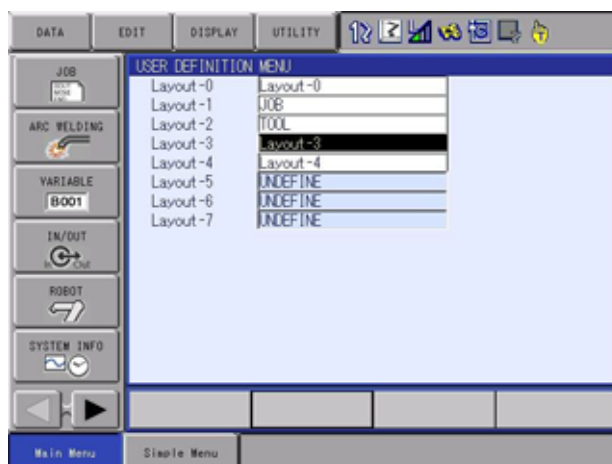 DATA EDIT DISPLAY UTILITY
JOB
ARC WELDING
VARIABLE
B001
IN/OUT
In Out
ROBOT
SYSTEM INFO
USER DEFINITION MENU
Layout-0 Layout-0
Layout-1 JOB
Layout-2 TOOL
Layout-3 Layout-3
Layout-4 Layout-4
Layout-5 UNDEFINE
Layout-6 UNDEFINE
Layout-7 UNDEFINE
Main Menu Simple Menu